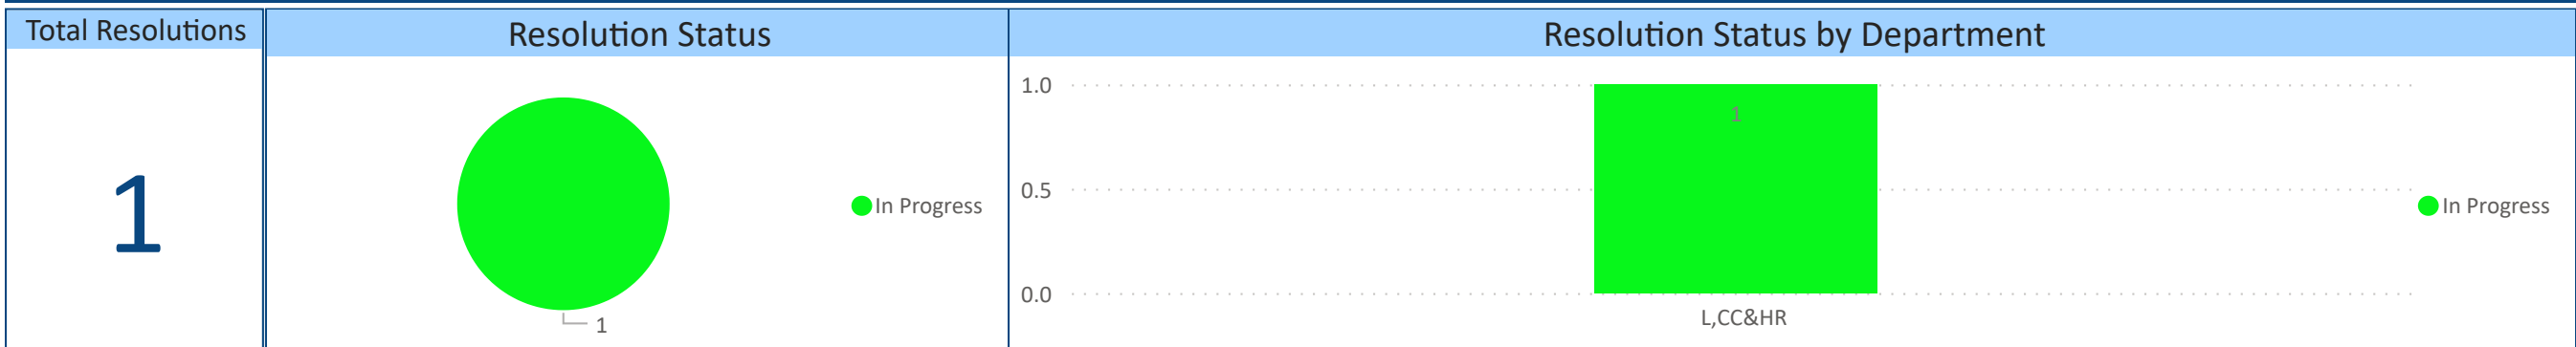 Total Resolutions
1
Resolution Status
1
In Progress
Resolution Status by Department
1.0
0.5
0.0
1
L,CC&HR
In Progress